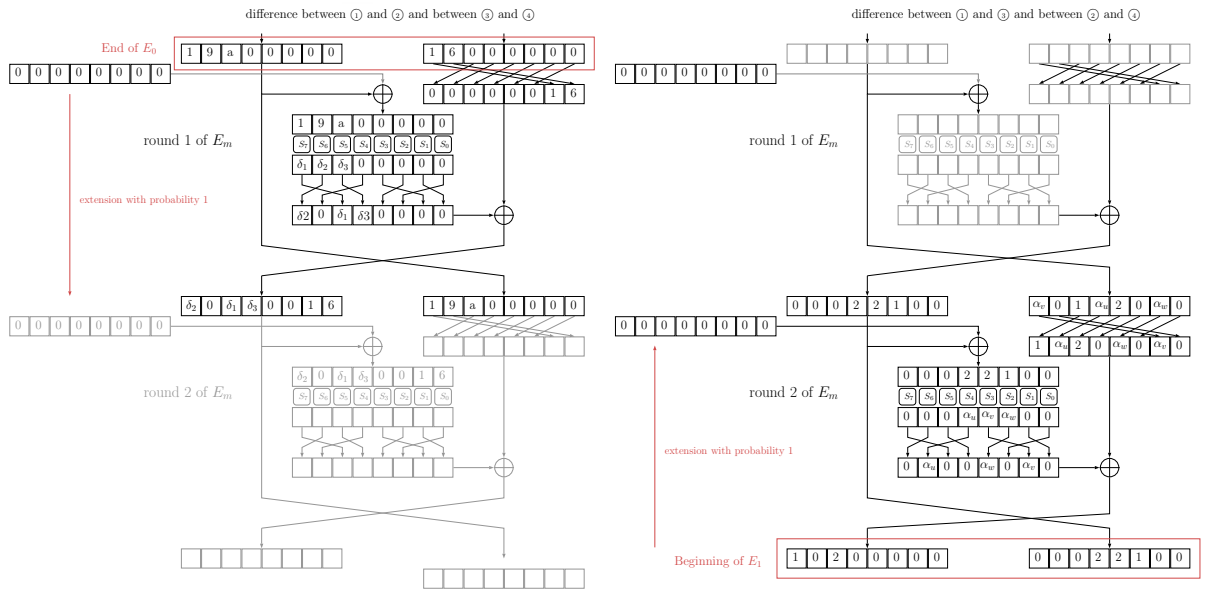 difference between ① and ② and between ③ and ④
End of E₀
1 9 a 0 0 0 0 0
1 6 0 0 0 0 0 0
0 0 0 0 0 0 0 0
0 0 0 0 0 0 1 6
round 1 of Eₘ
1 9 a 0 0 0 0 0
S₇ S₆ S₅ S₄ S₃ S₂ S₁ S₀
δ₁ δ₂ δ₃ 0 0 0 0 0
extension with probability 1
δ2 0 δ₁ δ3 0 0 0 0
δ₂ 0 δ₁ δ₃ 0 0 1 6
1 9 a 0 0 0 0 0
0 0 0 0 0 0 0 0
round 2 of Eₘ
δ₂ 0 δ₁ δ₃ 0 0 1 6
S₇ S₆ S₅ S₄ S₃ S₂ S₁ S₀
difference between ① and ③ and between ② and ④
0 0 0 0 0 0 0 0
round 1 of Eₘ
S₇ S₆ S₅ S₄ S₃ S₂ S₁ S₀
0 0 0 2 2 1 0 0
αᵥ 0 1 αᵤ 2 0 α_w 0
0 0 0 0 0 0 0 0
1 αᵤ 2 0 α_w 0 αᵥ 0
round 2 of Eₘ
0 0 0 2 2 1 0 0
S₇ S₆ S₅ S₄ S₃ S₂ S₁ S₀
0 0 0 αᵤ αᵥ α_w 0 0
extension with probability 1
0 αᵤ 0 0 α_w 0 αᵥ 0
Beginning of E₁
1 0 2 0 0 0 0 0
0 0 0 2 2 1 0 0